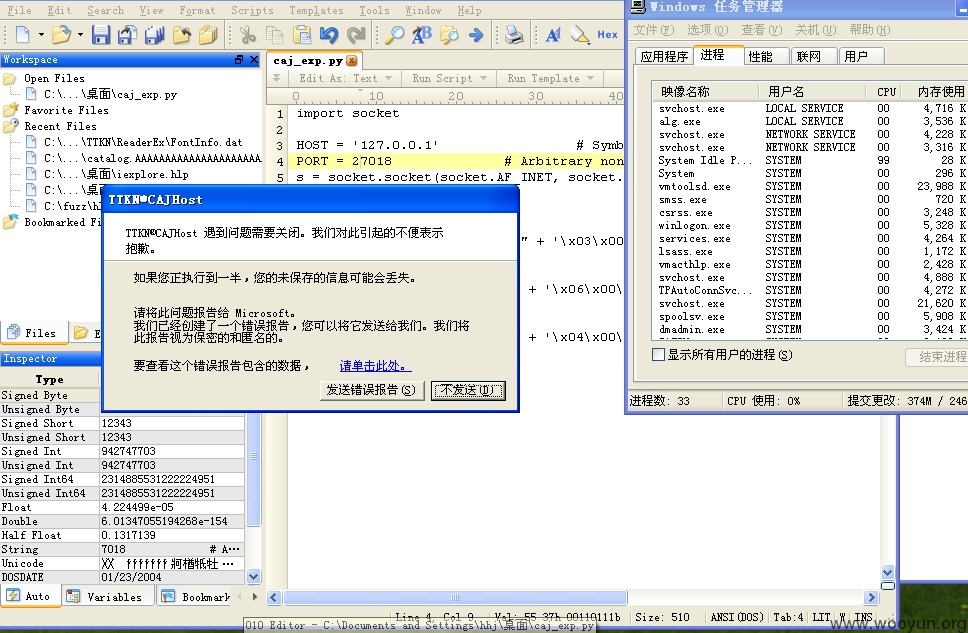 File Edit Search View Format Scripts Templates Tools Window Help
Hex
Workspace
Open Files
C:\...\桌面\caj_exp.py
Favorite Files
Recent Files
C:\...\TTKN\ReaderEx\FontInfo.dat
C:\...\catalog.AAAAAAAAAAAAAAAAAAAAA
C:\...\桌面\iexplore.hlp
C:\...\桌
C:\fuzz\h
Bookmarked Fi
Files
Inspector
Type
Signed Byte
Unsigned Byte
Signed Short 12343
Unsigned Short 12343
Signed Int 942747703
Unsigned Int 942747703
Signed Int64 2314885531222224951
Unsigned Int64 2314885531222224951
Float 4.224499e-05
Double 6.01347055194268e-154
Half Float 0.1317139
String 7018 # A...
Unicode
DOSDATE 01/23/2004
Auto Variables Bookmark
caj_exp.py
Edit As: Text Run Script Run Template
0 10 20 30 40
1 import socket
2
3 HOST = '127.0.0.1' # Symb
4 PORT = 27018 # Arbitrary non
5 s = socket.socket(socket.AF_INET, socket.
" + '\x03\x00
+ '\x06\x00\
+ '\x04\x00\
TTKN®CAJHost
TTKN®CAJHost 遇到问题需要关闭。我们对此引起的不便表示
抱歉。
如果您正执行到一半，您的未保存的信息可能会丢失。
请将此问题报告给 Microsoft。
我们已经创建了一个错误报告，您可以将它发送给我们。我们将
此报告视为保密的和匿名的。
要查看这个错误报告包含的数据， 请单击此处。
发送错误报告(S) 不发送(D)
Windows 任务管理器
文件(F) 选项(O) 查看(V) 关机(U) 帮助(H)
应用程序 进程 性能 联网 用户
映像名称 用户名 CPU 内存使用
svchost.exe LOCAL SERVICE 00 4,716 K
alg.exe LOCAL SERVICE 00 3,536 K
svchost.exe NETWORK SERVICE 00 4,228 K
svchost.exe NETWORK SERVICE 00 3,316 K
System Idle P... SYSTEM 99 28 K
System SYSTEM 00 296 K
vmtoolsd.exe SYSTEM 00 23,988 K
smss.exe SYSTEM 00 720 K
csrss.exe SYSTEM 00 3,248 K
winlogon.exe SYSTEM 00 5,328 K
services.exe SYSTEM 00 4,264 K
lsass.exe SYSTEM 00 1,172 K
vmacthlp.exe SYSTEM 00 2,428 K
svchost.exe SYSTEM 00 4,888 K
TPAutoConnSvc... SYSTEM 00 4,272 K
svchost.exe SYSTEM 00 21,620 K
spoolsv.exe SYSTEM 00 5,908 K
dmadmin.exe SYSTEM 00 3,424 K
显示所有用户的进程(S)
结束进程
进程数: 33 CPU 使用: 0% 提交更改: 374M / 246
Line 4, Col 9 Val: 55 37h 00110111b Size: 510 ANSI(DOS) Tab:4 LIT W INS
010 Editor - C:\Documents and Settings\hhj\桌面\caj_exp.py
www.wooyun.org